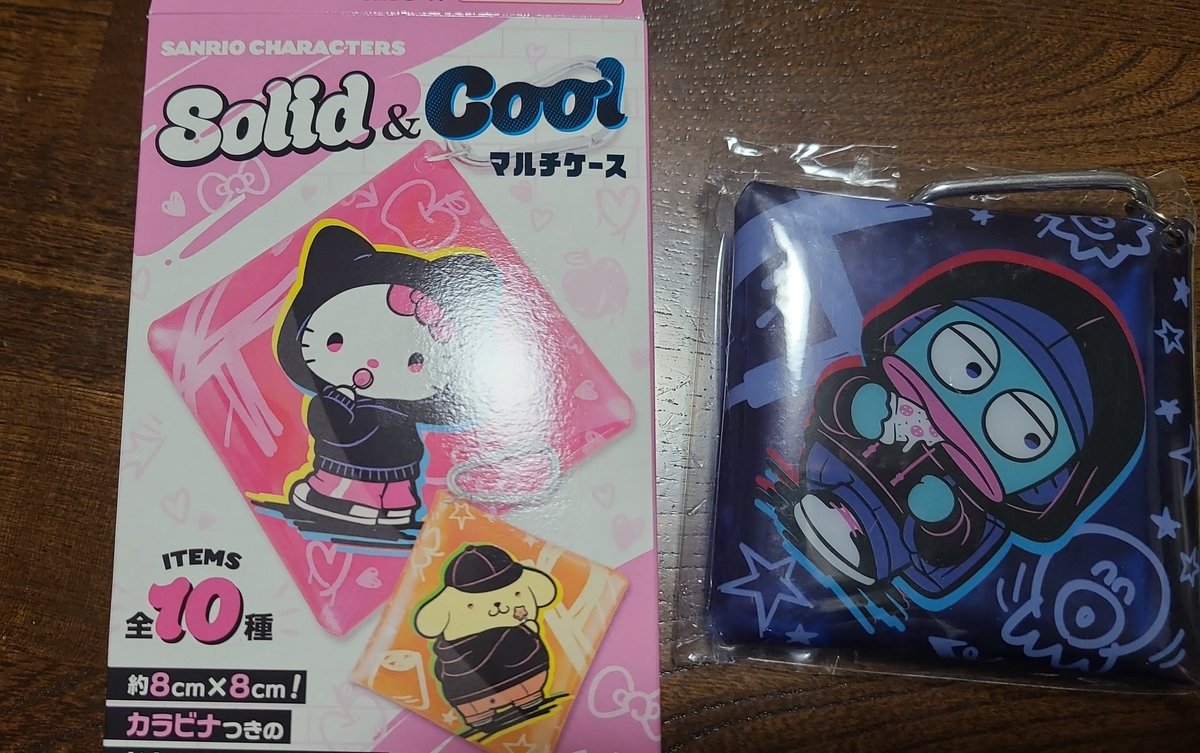 SANRIO CHARACTERS
Solid & Cool
マルチケース
ITEMS
全10種
約8cm×8cm!
カラビナつきの